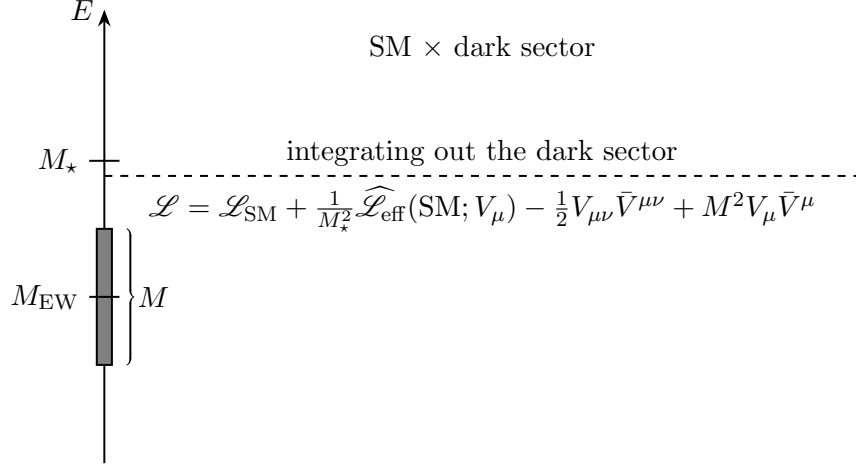 E
SM × dark sector
M⋆
integrating out the dark sector
ℒ = ℒ_SM + 1/M⋆² ℒ̂_eff(SM; V_μ) − 1/2 V_μν V̄^μν + M² V_μ V̄^μ
M_EW
M